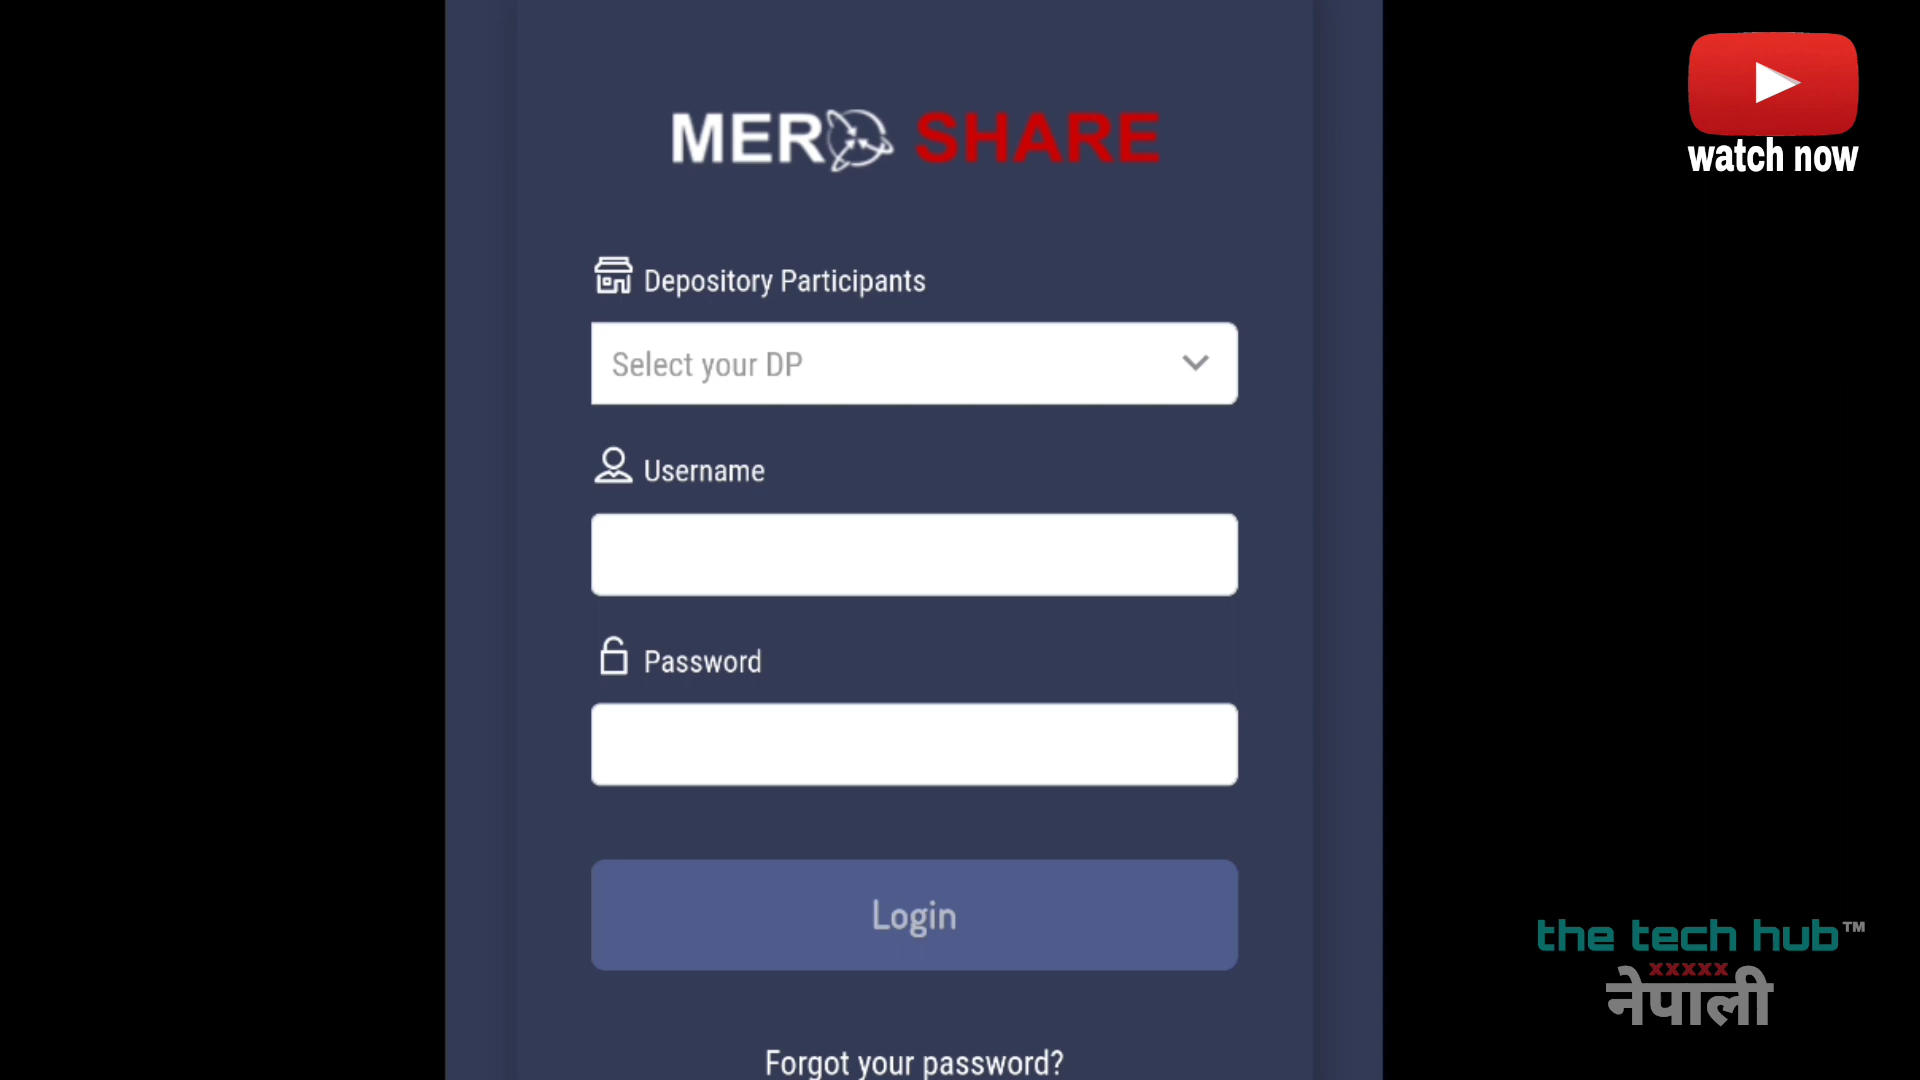 MERO SHARE
watch now
Depository Participants
Select your DP
Username
Password
Login
Forgot your password?
the tech hub™
xxxxx
नेपाली